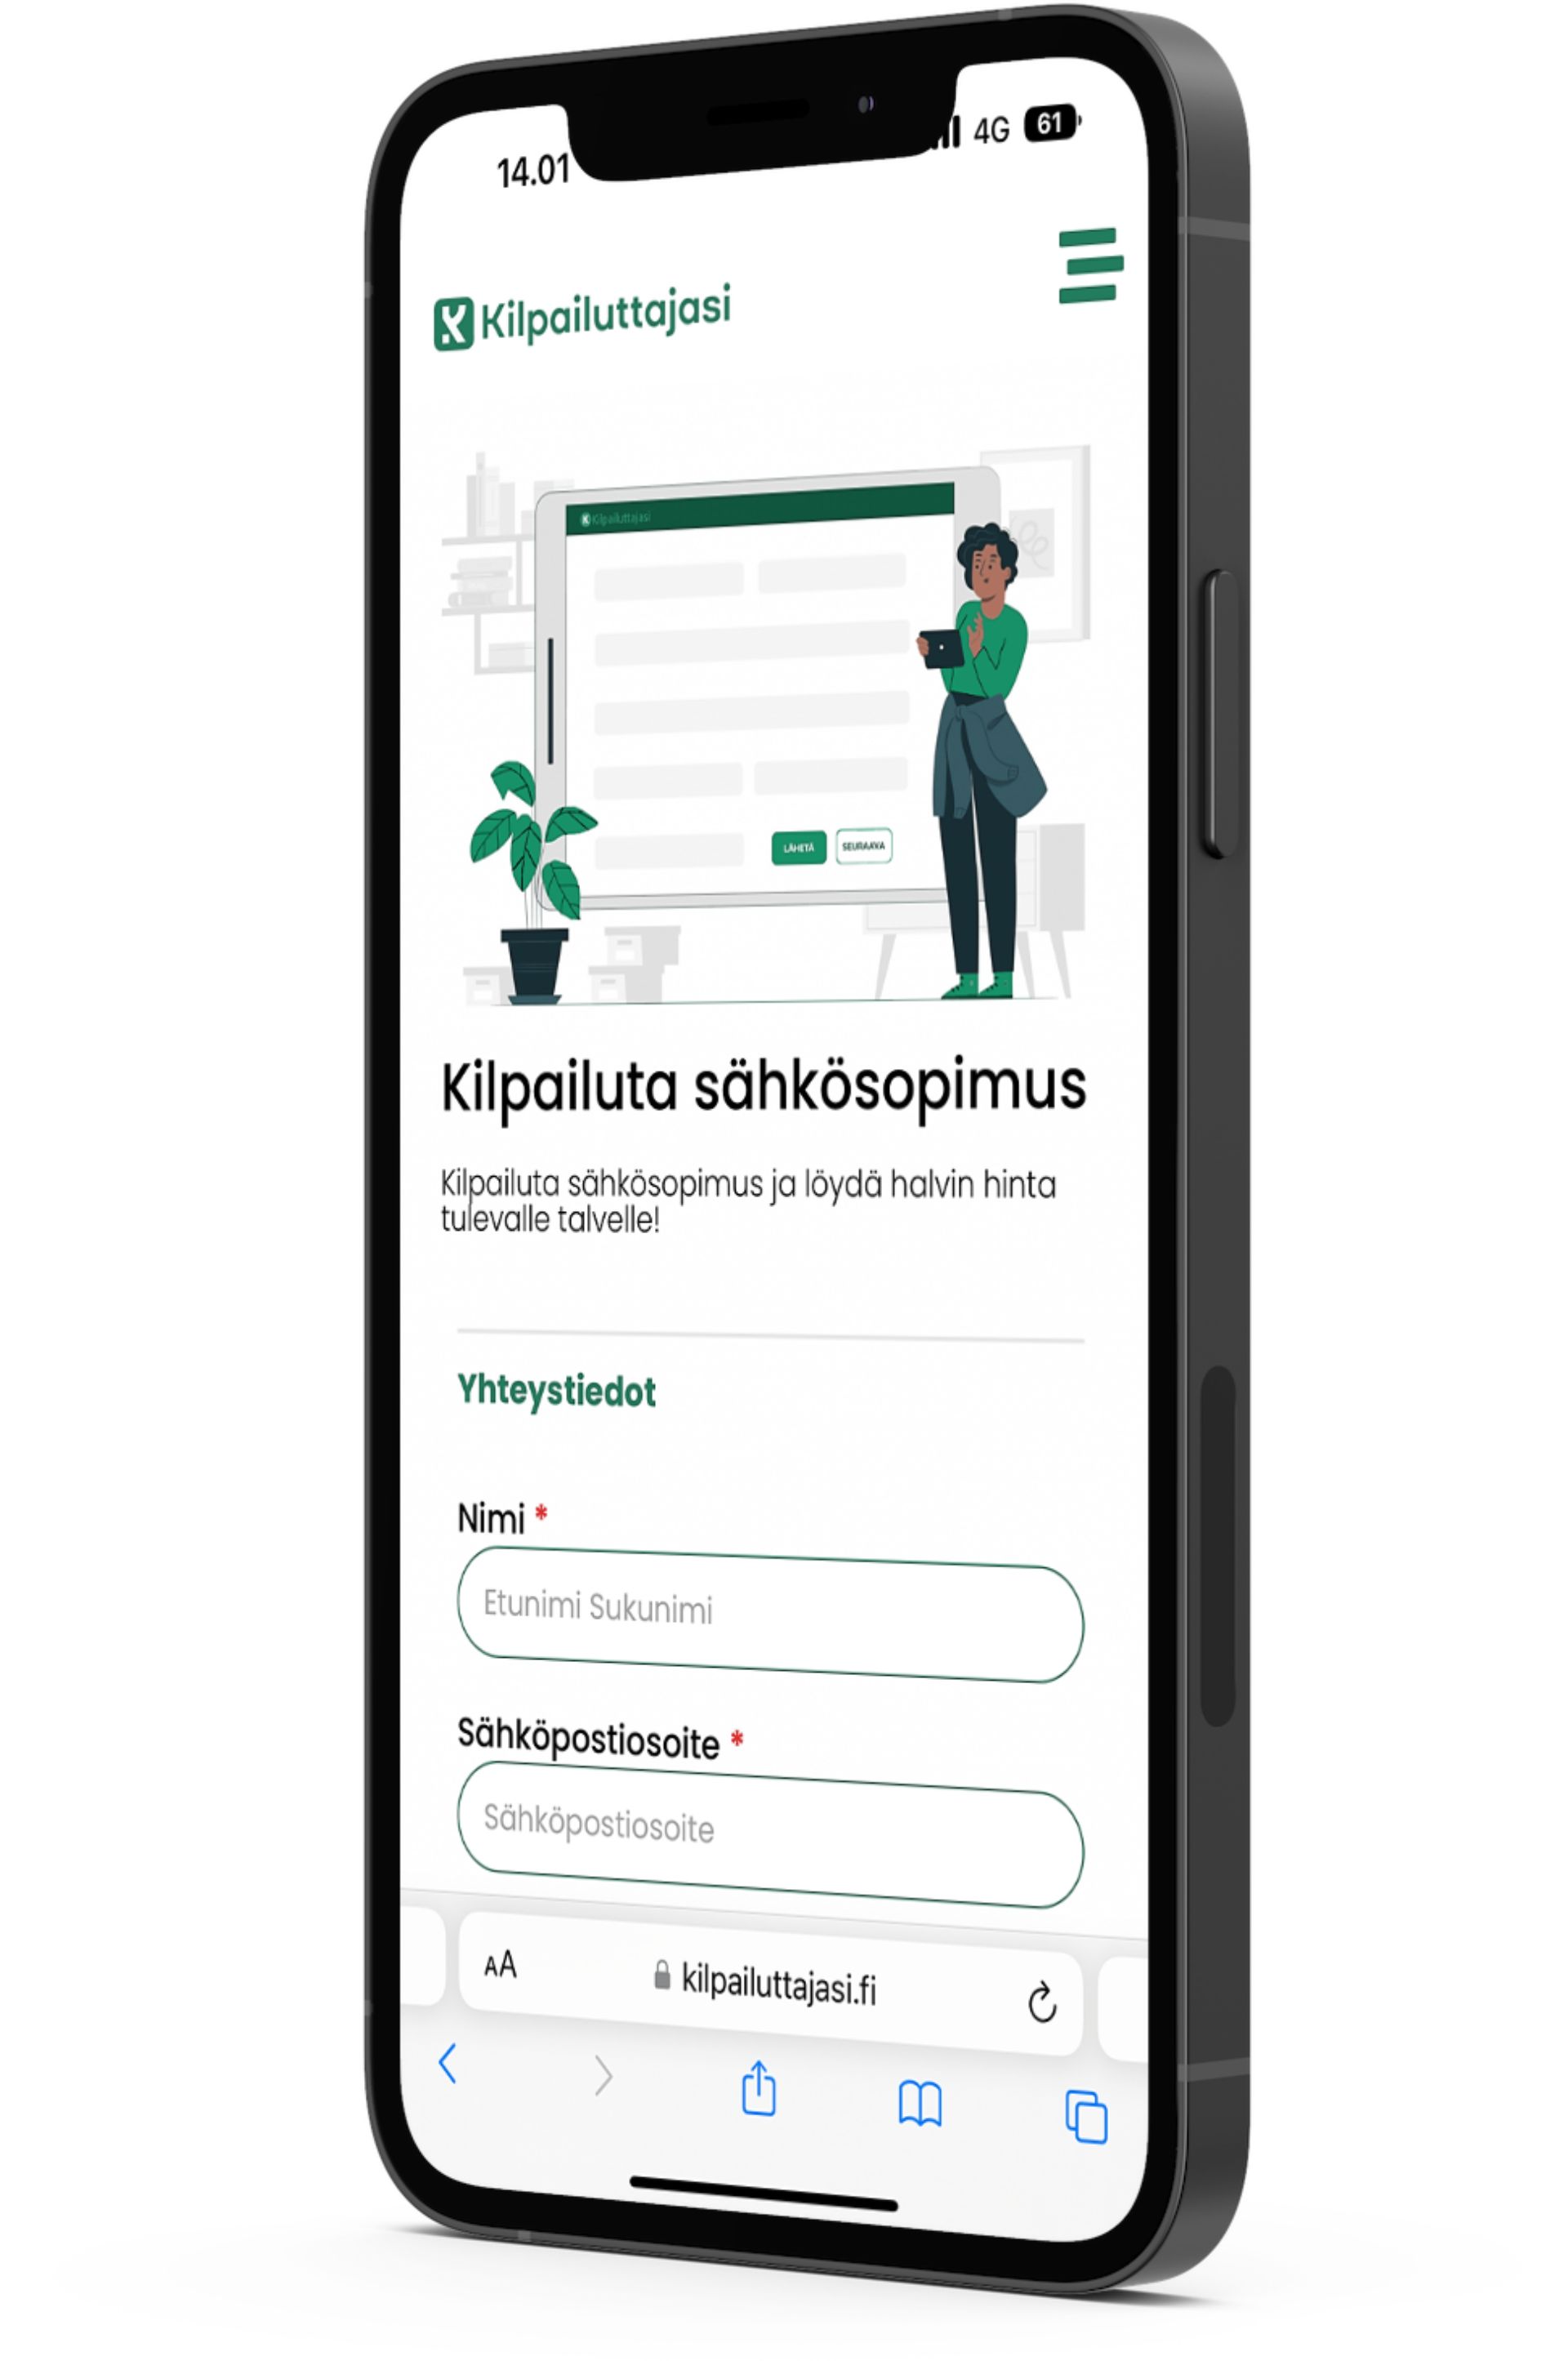 14.01 4G 61
Kilpailuttajasi
Kilpailuttajasi
LÄHETÄ SEURAAVA
Kilpailuta sähkösopimus
Kilpailuta sähkösopimus ja löydä halvin hinta
tulevalle talvelle!
Yhteystiedot
Nimi *
Etunimi Sukunimi
Sähköpostiosoite *
Sähköpostiosoite
AA kilpailuttajasi.fi